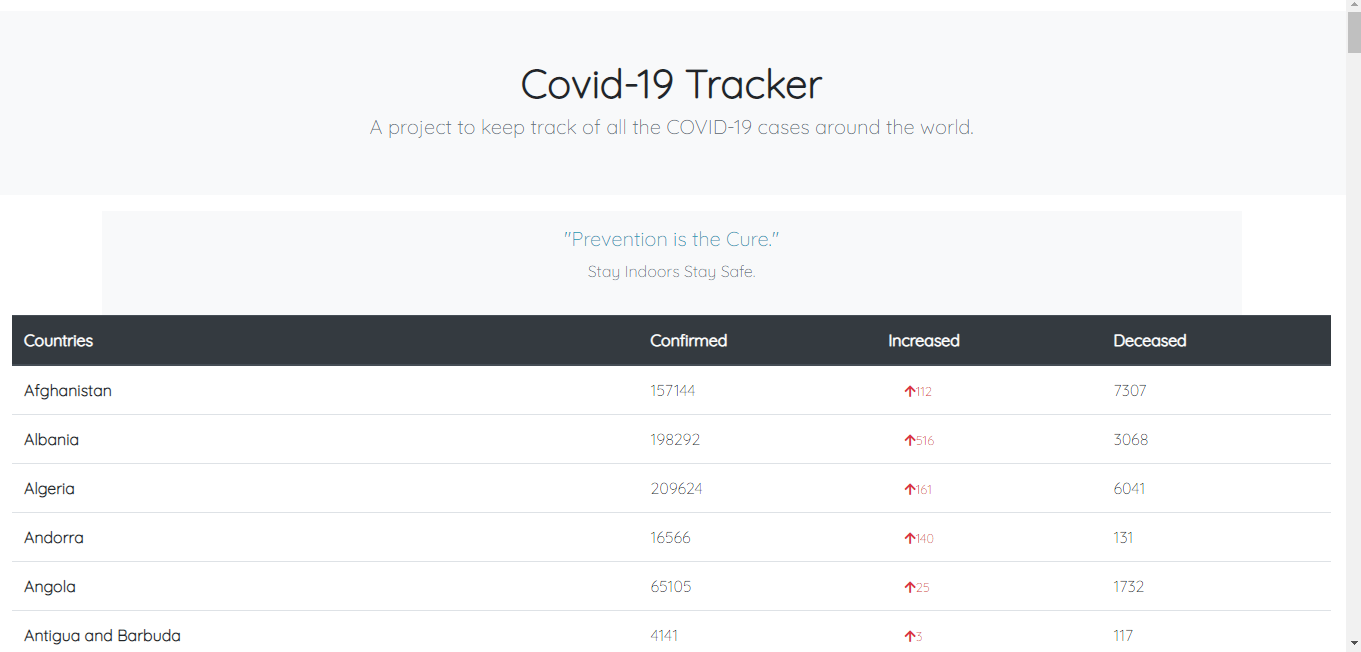 Covid-19 Tracker
A project to keep track of all the COVID-19 cases around the world.
"Prevention is the Cure."
Stay Indoors Stay Safe.
Countries Confirmed Increased Deceased
Afghanistan 157144 112 7307
Albania 198292 516 3068
Algeria 209624 161 6041
Andorra 16566 140 131
Angola 65105 25 1732
Antigua and Barbuda 4141 3 117